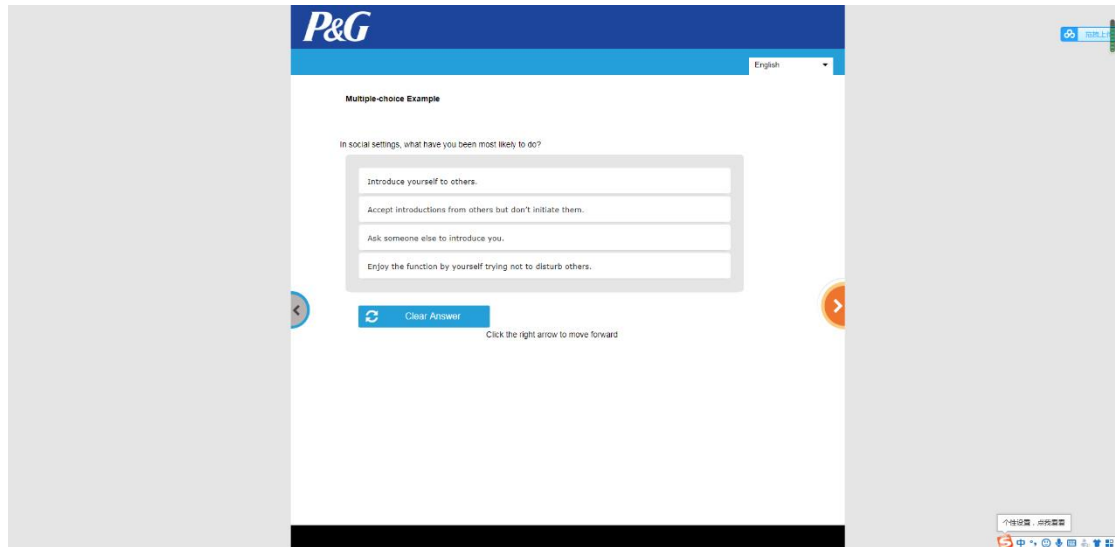 P&G
English
Multiple-choice Example
In social settings, what have you been most likely to do?
Introduce yourself to others.
Accept introductions from others but don't initiate them.
Ask someone else to introduce you.
Enjoy the function by yourself trying not to disturb others.
Clear Answer
Click the right arrow to move forward
个性设置，点我看看
中